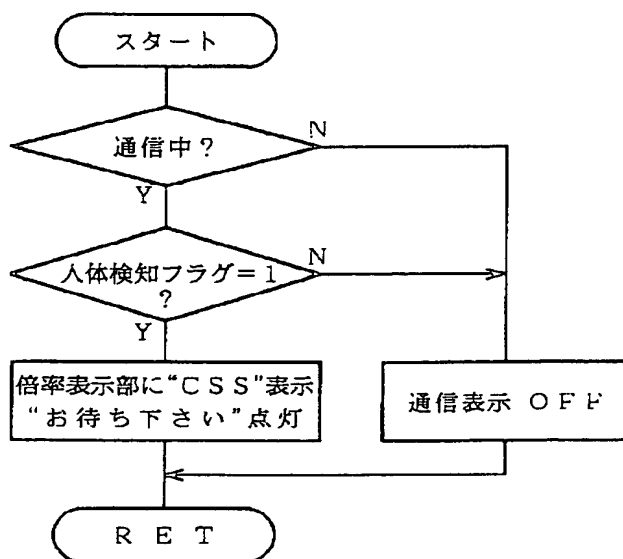 スタート
通信中?
N
Y
人体検知フラグ=1
?
N
Y
倍率表示部に“CSS”表示
“お待ち下さい”点灯
通信表示 OFF
RET